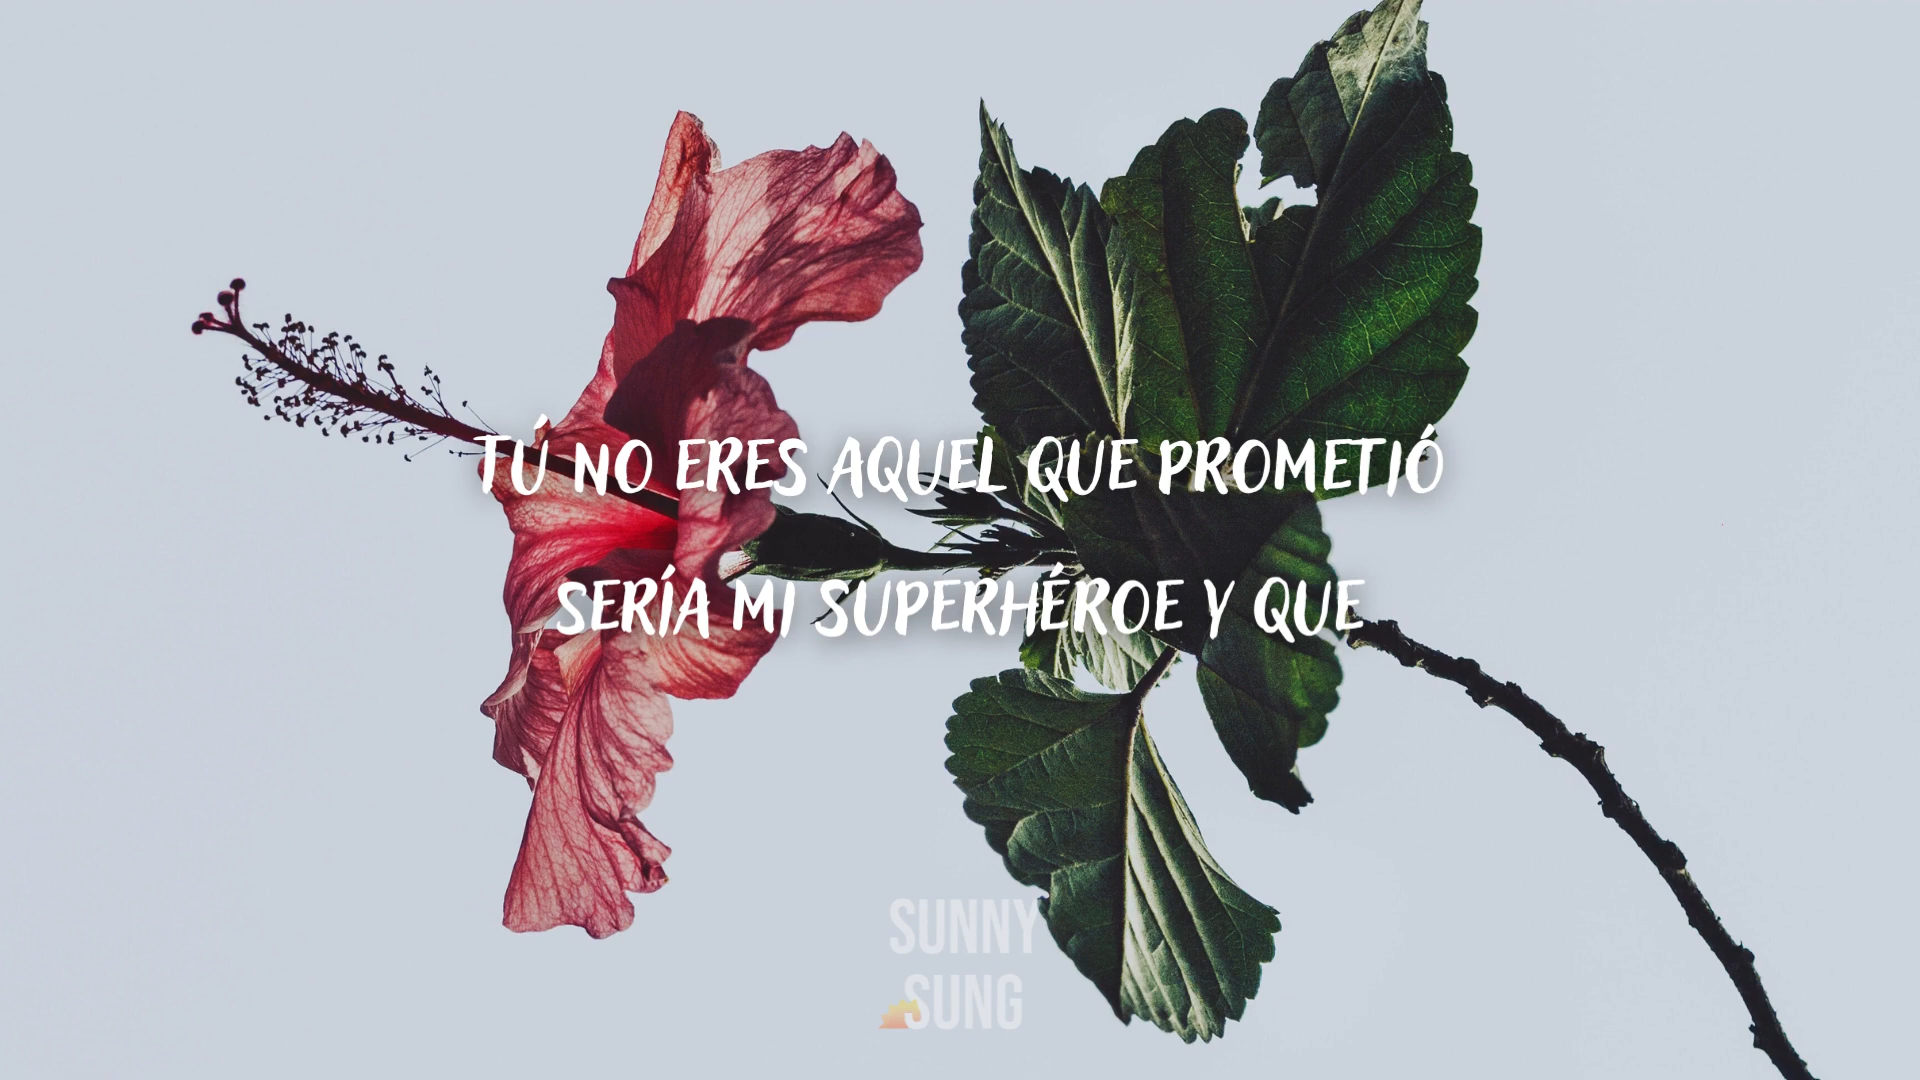 TÚ NO ERES AQUEL QUE PROMETIÓ
SERÍA MI SUPERHÉROE Y QUE
SUNNY
SUNG